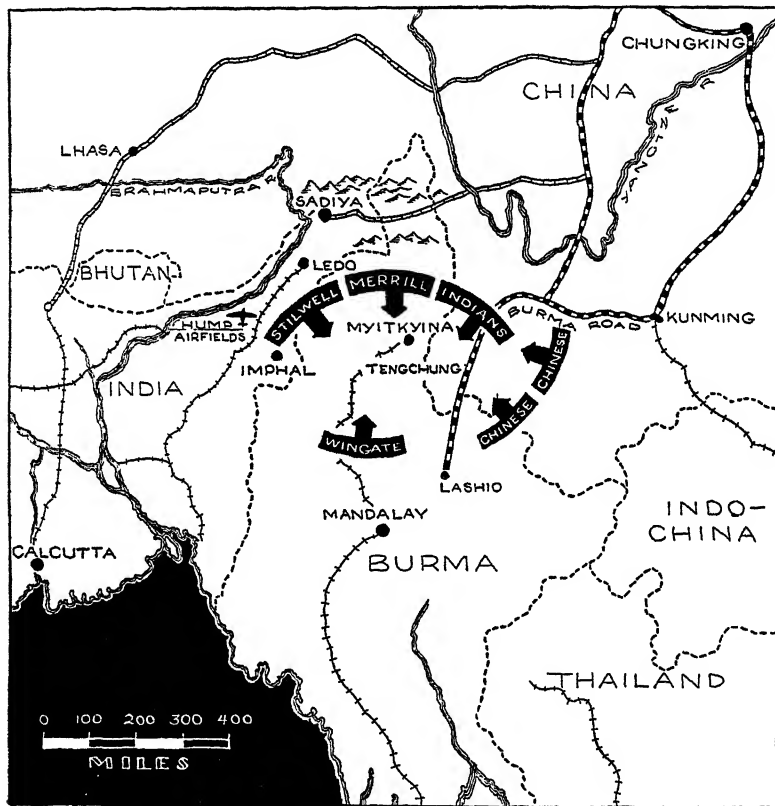 CHUNGKING
CHINA
YANGTZE R.
LHASA
BRAHMAPUTRA R.
SADIYA
BHUTAN
LEDO
STILWELL
MERRILL
INDIANS
HUMP
AIRFIELDS
MYITKYINA
BURMA ROAD
KUNMING
IMPHAL
TENGCHUNG
CHINESE
INDIA
CHINESE
WINGATE
LASHIO
INDO-
CHINA
MANDALAY
CALCUTTA
BURMA
THAILAND
0 100 200 300 400
MILES